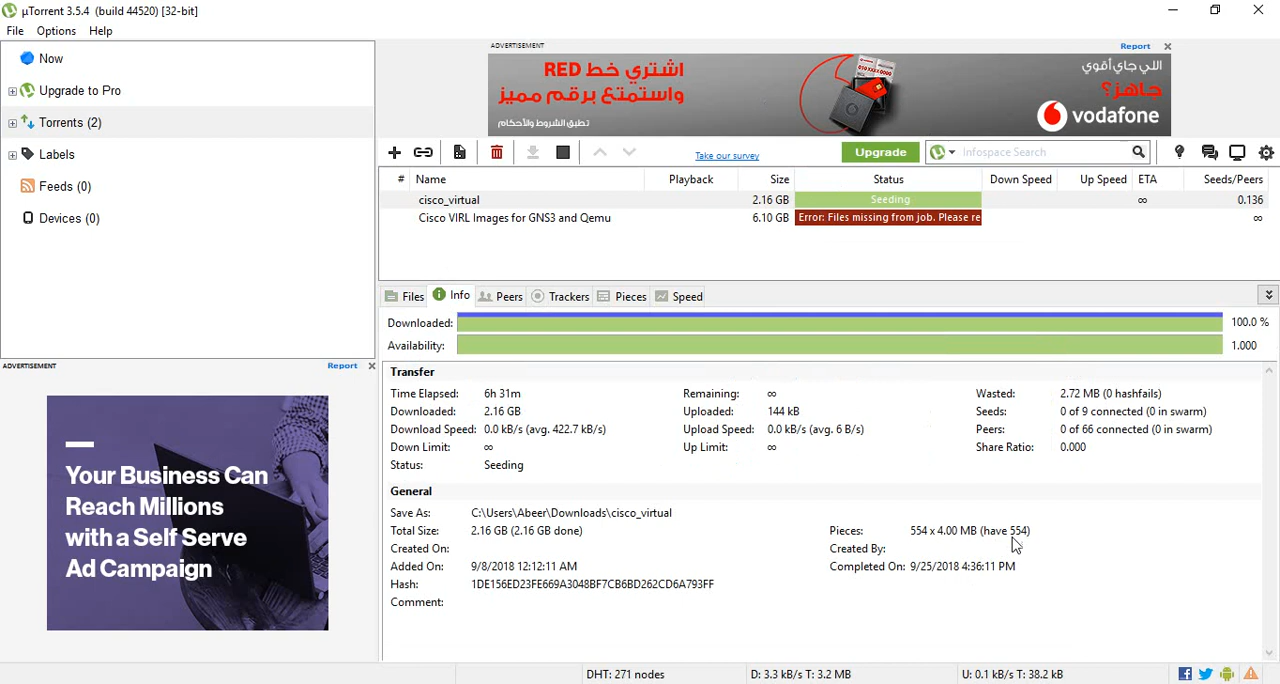 µTorrent 3.5.4 (build 44520) [32-bit]
File Options Help
Now
Upgrade to Pro
Torrents (2)
Labels
Feeds (0)
Devices (0)
ADVERTISEMENT Report
اشتري خط RED
واستمتع برقم مميز
تطبق الشروط والأحكام
اللي جاي أقوي
جاهز؟
vodafone
Take our survey Upgrade Infospace Search
# Name Playback Size Status Down Speed Up Speed ETA Seeds/Peers
cisco_virtual 2.16 GB Seeding ∞ 0.136
Cisco VIRL Images for GNS3 and Qemu 6.10 GB Error: Files missing from job. Please re ∞
Files Info Peers Trackers Pieces Speed
Downloaded: 100.0 %
Availability: 1.000
ADVERTISEMENT Report
Your Business Can
Reach Millions
with a Self Serve
Ad Campaign
Transfer
Time Elapsed: 6h 31m Remaining: ∞ Wasted: 2.72 MB (0 hashfails)
Downloaded: 2.16 GB Uploaded: 144 kB Seeds: 0 of 9 connected (0 in swarm)
Download Speed: 0.0 kB/s (avg. 422.7 kB/s) Upload Speed: 0.0 kB/s (avg. 6 B/s) Peers: 0 of 66 connected (0 in swarm)
Down Limit: ∞ Up Limit: ∞ Share Ratio: 0.000
Status: Seeding
General
Save As: C:\Users\Abeer\Downloads\cisco_virtual
Total Size: 2.16 GB (2.16 GB done) Pieces: 554 x 4.00 MB (have 554)
Created On: Created By:
Added On: 9/8/2018 12:12:11 AM Completed On: 9/25/2018 4:36:11 PM
Hash: 1DE156ED23FE669A3048BF7CB6BD262CD6A793FF
Comment:
DHT: 271 nodes D: 3.3 kB/s T: 3.2 MB U: 0.1 kB/s T: 38.2 kB